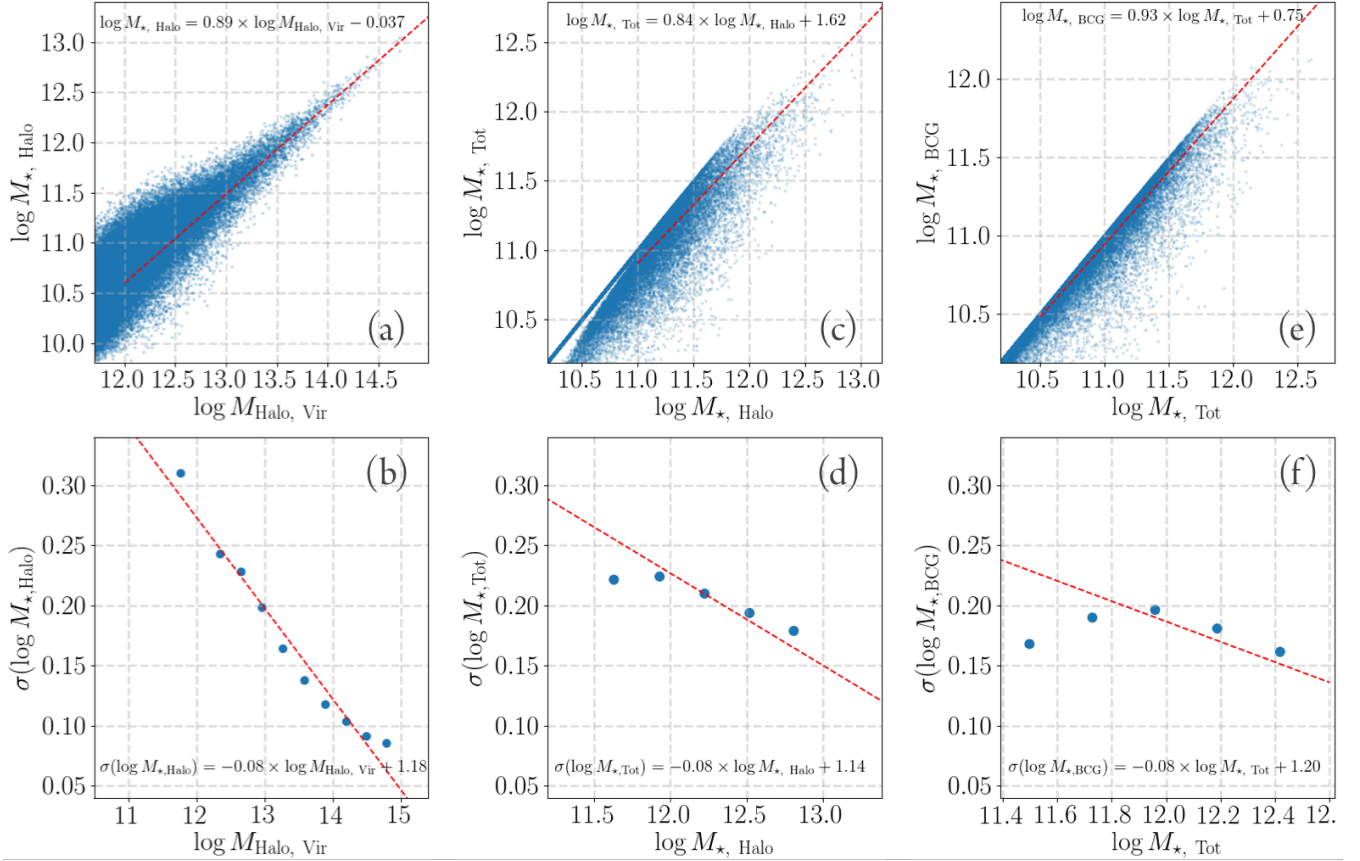 log M⋆, Halo = 0.89 × log MHalo, Vir − 0.037
13.0
12.5
12.0
11.5
11.0
10.5
10.0
log M⋆, Halo
(a)
12.0 12.5 13.0 13.5 14.0 14.5
log MHalo, Vir
log M⋆, Tot = 0.84 × log M⋆, Halo + 1.62
12.5
12.0
11.5
11.0
10.5
log M⋆, Tot
(c)
10.5 11.0 11.5 12.0 12.5 13.0
log M⋆, Halo
log M⋆, BCG = 0.93 × log M⋆, Tot + 0.75
12.0
11.5
11.0
10.5
log M⋆, BCG
(e)
10.5 11.0 11.5 12.0 12.5
log M⋆, Tot
(b)
0.30
0.25
0.20
0.15
0.10
0.05
σ(log M⋆,Halo)
σ(log M⋆,Halo) = −0.08 × log MHalo, Vir + 1.18
11 12 13 14 15
log MHalo, Vir
(d)
0.30
0.25
0.20
0.15
0.10
0.05
σ(log M⋆,Tot)
σ(log M⋆,Tot) = −0.08 × log M⋆, Halo + 1.14
11.5 12.0 12.5 13.0
log M⋆, Halo
(f)
0.30
0.25
0.20
0.15
0.10
0.05
σ(log M⋆,BCG)
σ(log M⋆,BCG) = −0.08 × log M⋆, Tot + 1.20
11.4 11.6 11.8 12.0 12.2 12.4 12.
log M⋆, Tot